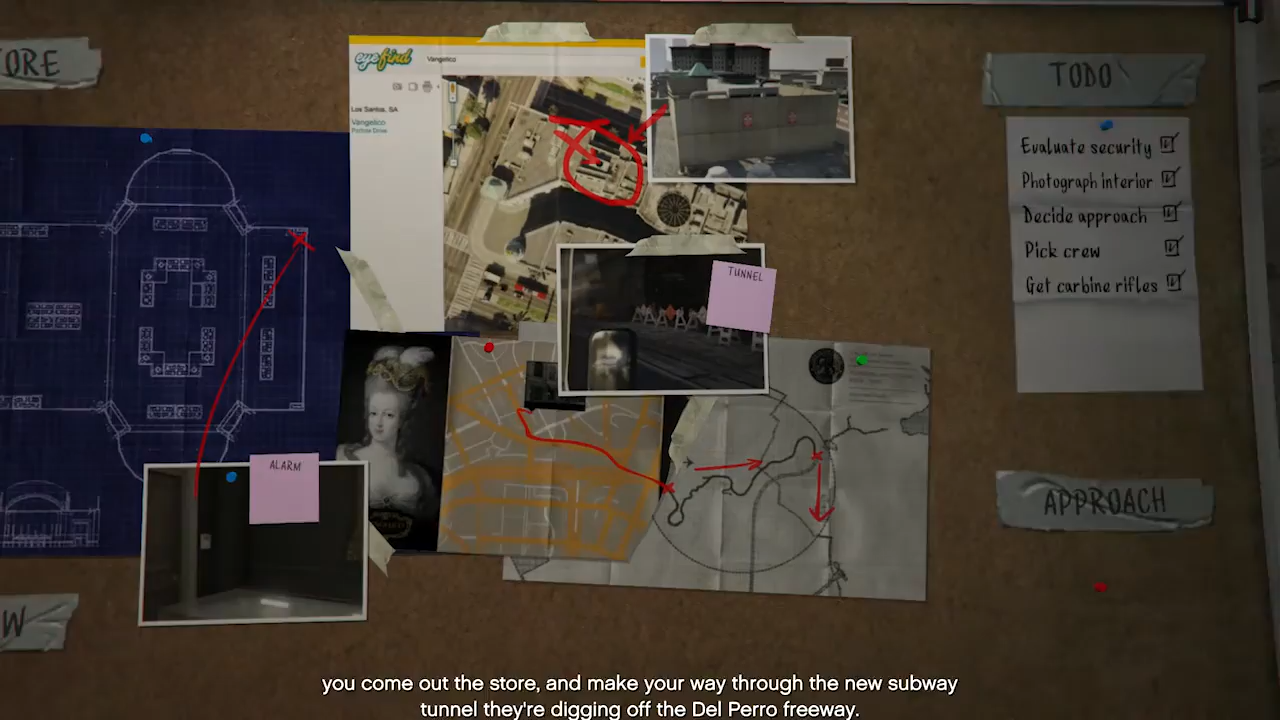 ORE
eyefind
Vangelico
Los Santos, SA
Vangelico
Portola Drive
TODO
Evaluate security
Photograph interior
Decide approach
Pick crew
Get carbine rifles
TUNNEL
ALARM
APPROACH
W
you come out the store, and make your way through the new subway
tunnel they're digging off the Del Perro freeway.